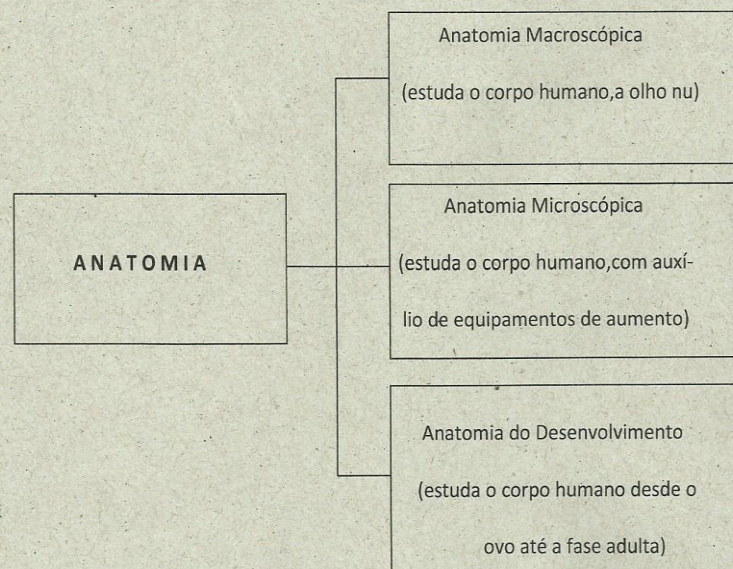 Anatomia Macroscópica
(estuda o corpo humano,a olho nu)
Anatomia Microscópica
(estuda o corpo humano,com auxí-
lio de equipamentos de aumento)
ANATOMIA
Anatomia do Desenvolvimento
(estuda o corpo humano desde o
ovo até a fase adulta)